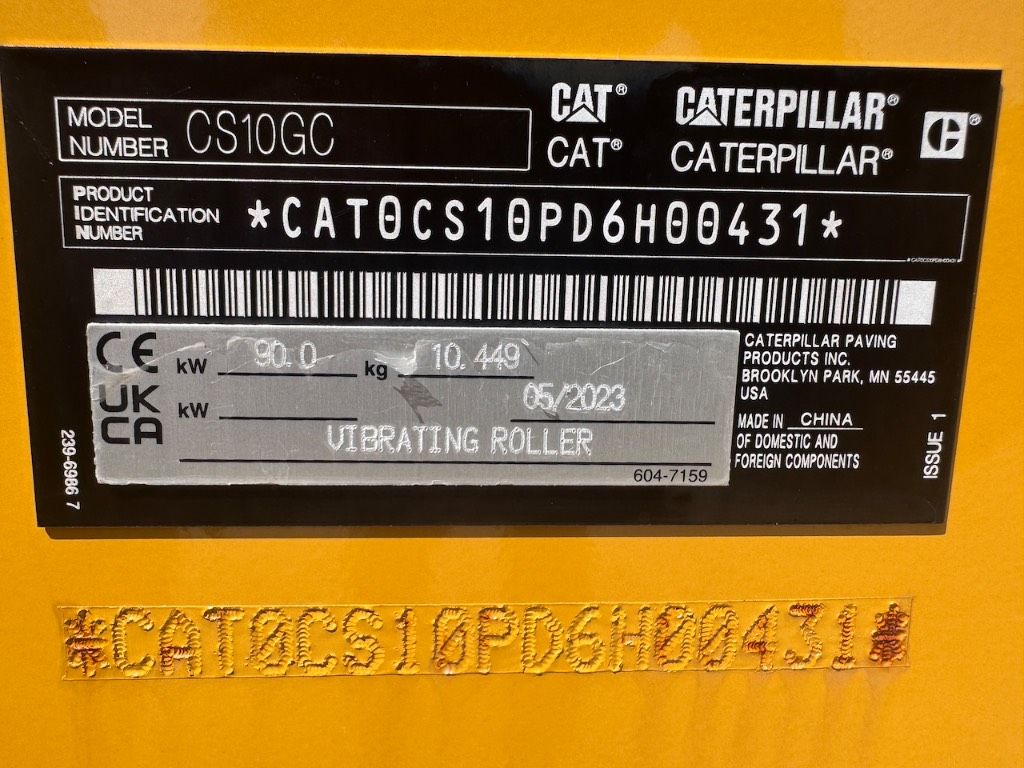 MODEL NUMBER CS10GC
CAT® CATERPILLAR® ®
CAT® CATERPILLAR®
PRODUCT
IDENTIFICATION
NUMBER
*CAT0CS10PD6H00431*
*CAT0CS10PD6H00431
CE kW 90.0 kg 10.449
UK
CA kW 05/2023
VIBRATING ROLLER
604-7159
239-6986 7
CATERPILLAR PAVING
PRODUCTS INC.
BROOKLYN PARK, MN 55445
USA
MADE IN CHINA
OF DOMESTIC AND
FOREIGN COMPONENTS
ISSUE 1
*CAT0CS10PD6H00431*